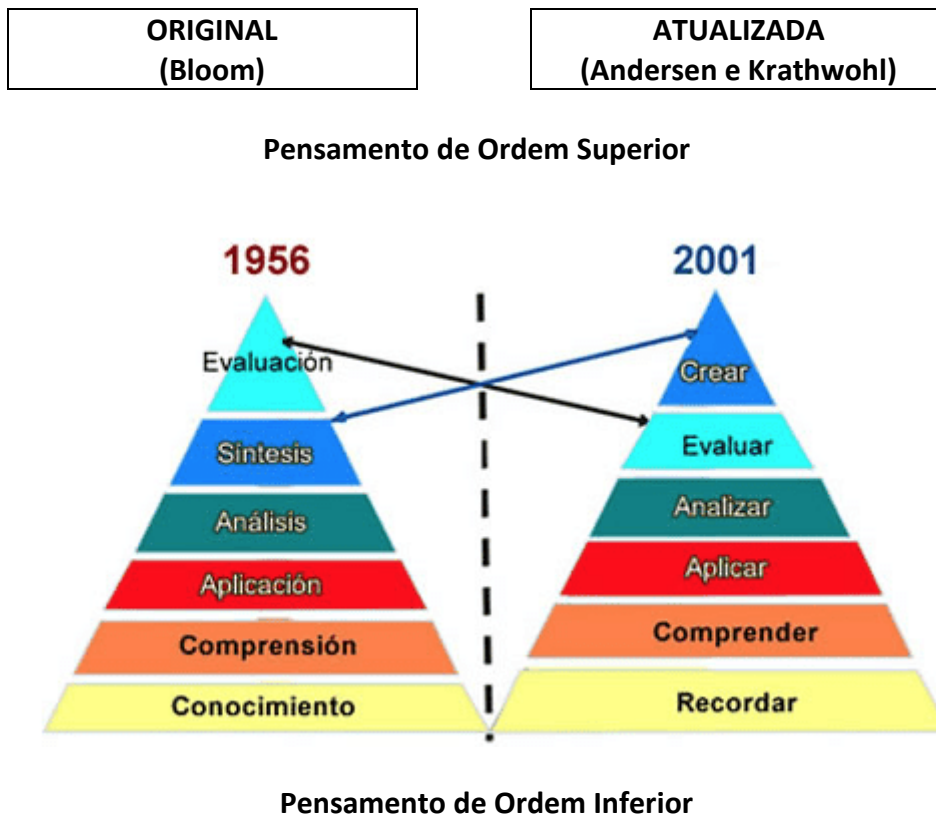 ORIGINAL
(Bloom)
ATUALIZADA
(Andersen e Krathwohl)
Pensamento de Ordem Superior
1956
2001
Evaluación
Síntesis
Análisis
Aplicación
Comprensión
Conocimiento
Crear
Evaluar
Analizar
Aplicar
Comprender
Recordar
Pensamento de Ordem Inferior